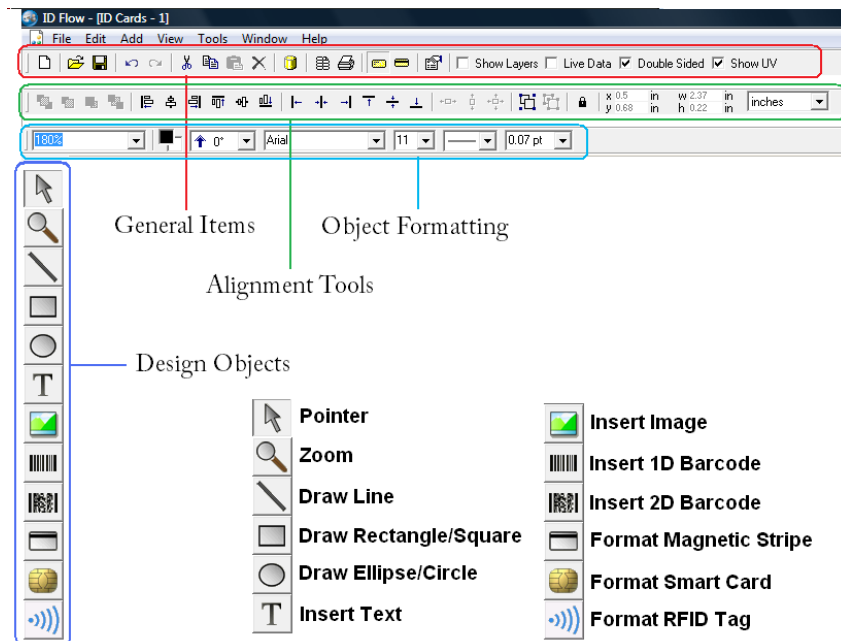 ID Flow - [ID Cards - 1]
File Edit Add View Tools Window Help
Show Layers Live Data Double Sided Show UV
x 0.5 in w 2.37 in
y 0.68 in h 0.22 in
inches
180% 0° Arial 11 0.07 pt
General Items
Object Formatting
Alignment Tools
Design Objects
T
Pointer
Zoom
Draw Line
Draw Rectangle/Square
Draw Ellipse/Circle
T Insert Text
Insert Image
Insert 1D Barcode
Insert 2D Barcode
Format Magnetic Stripe
Format Smart Card
Format RFID Tag